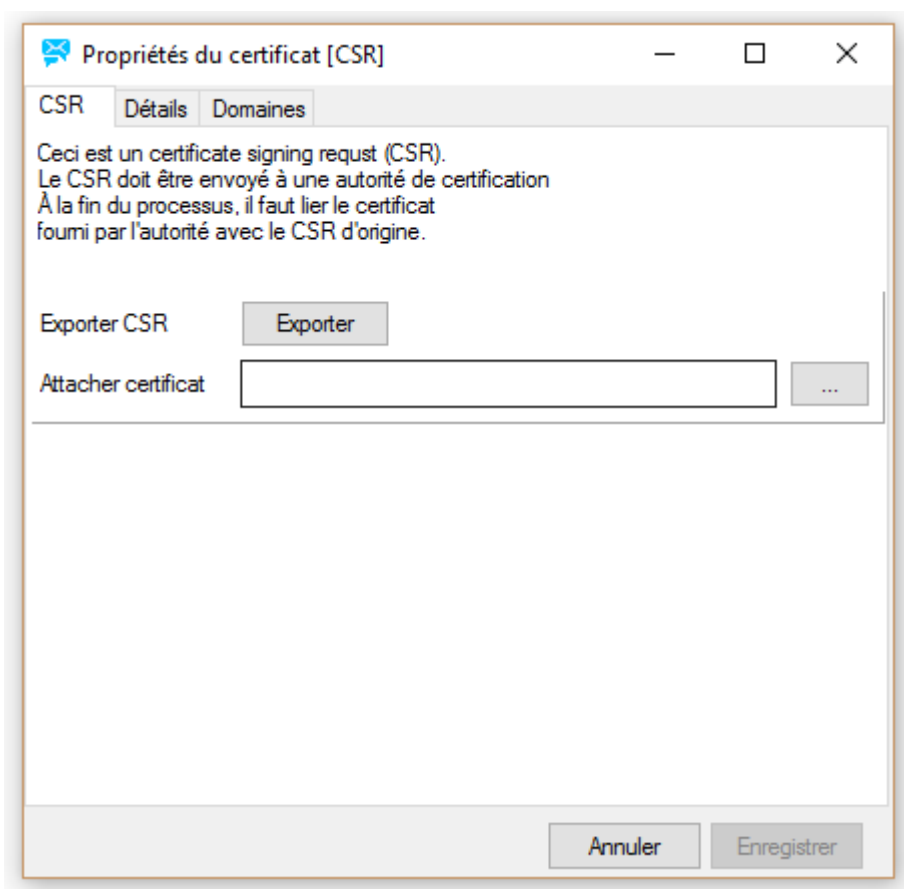 Propriétés du certificat [CSR]
CSR Détails Domaines
Ceci est un certificate signing requst (CSR).
Le CSR doit être envoyé à une autorité de certification
À la fin du processus, il faut lier le certificat
fourni par l'autorité avec le CSR d'origine.
Exporter CSR Exporter
Attacher certificat ...
Annuler Enregistrer